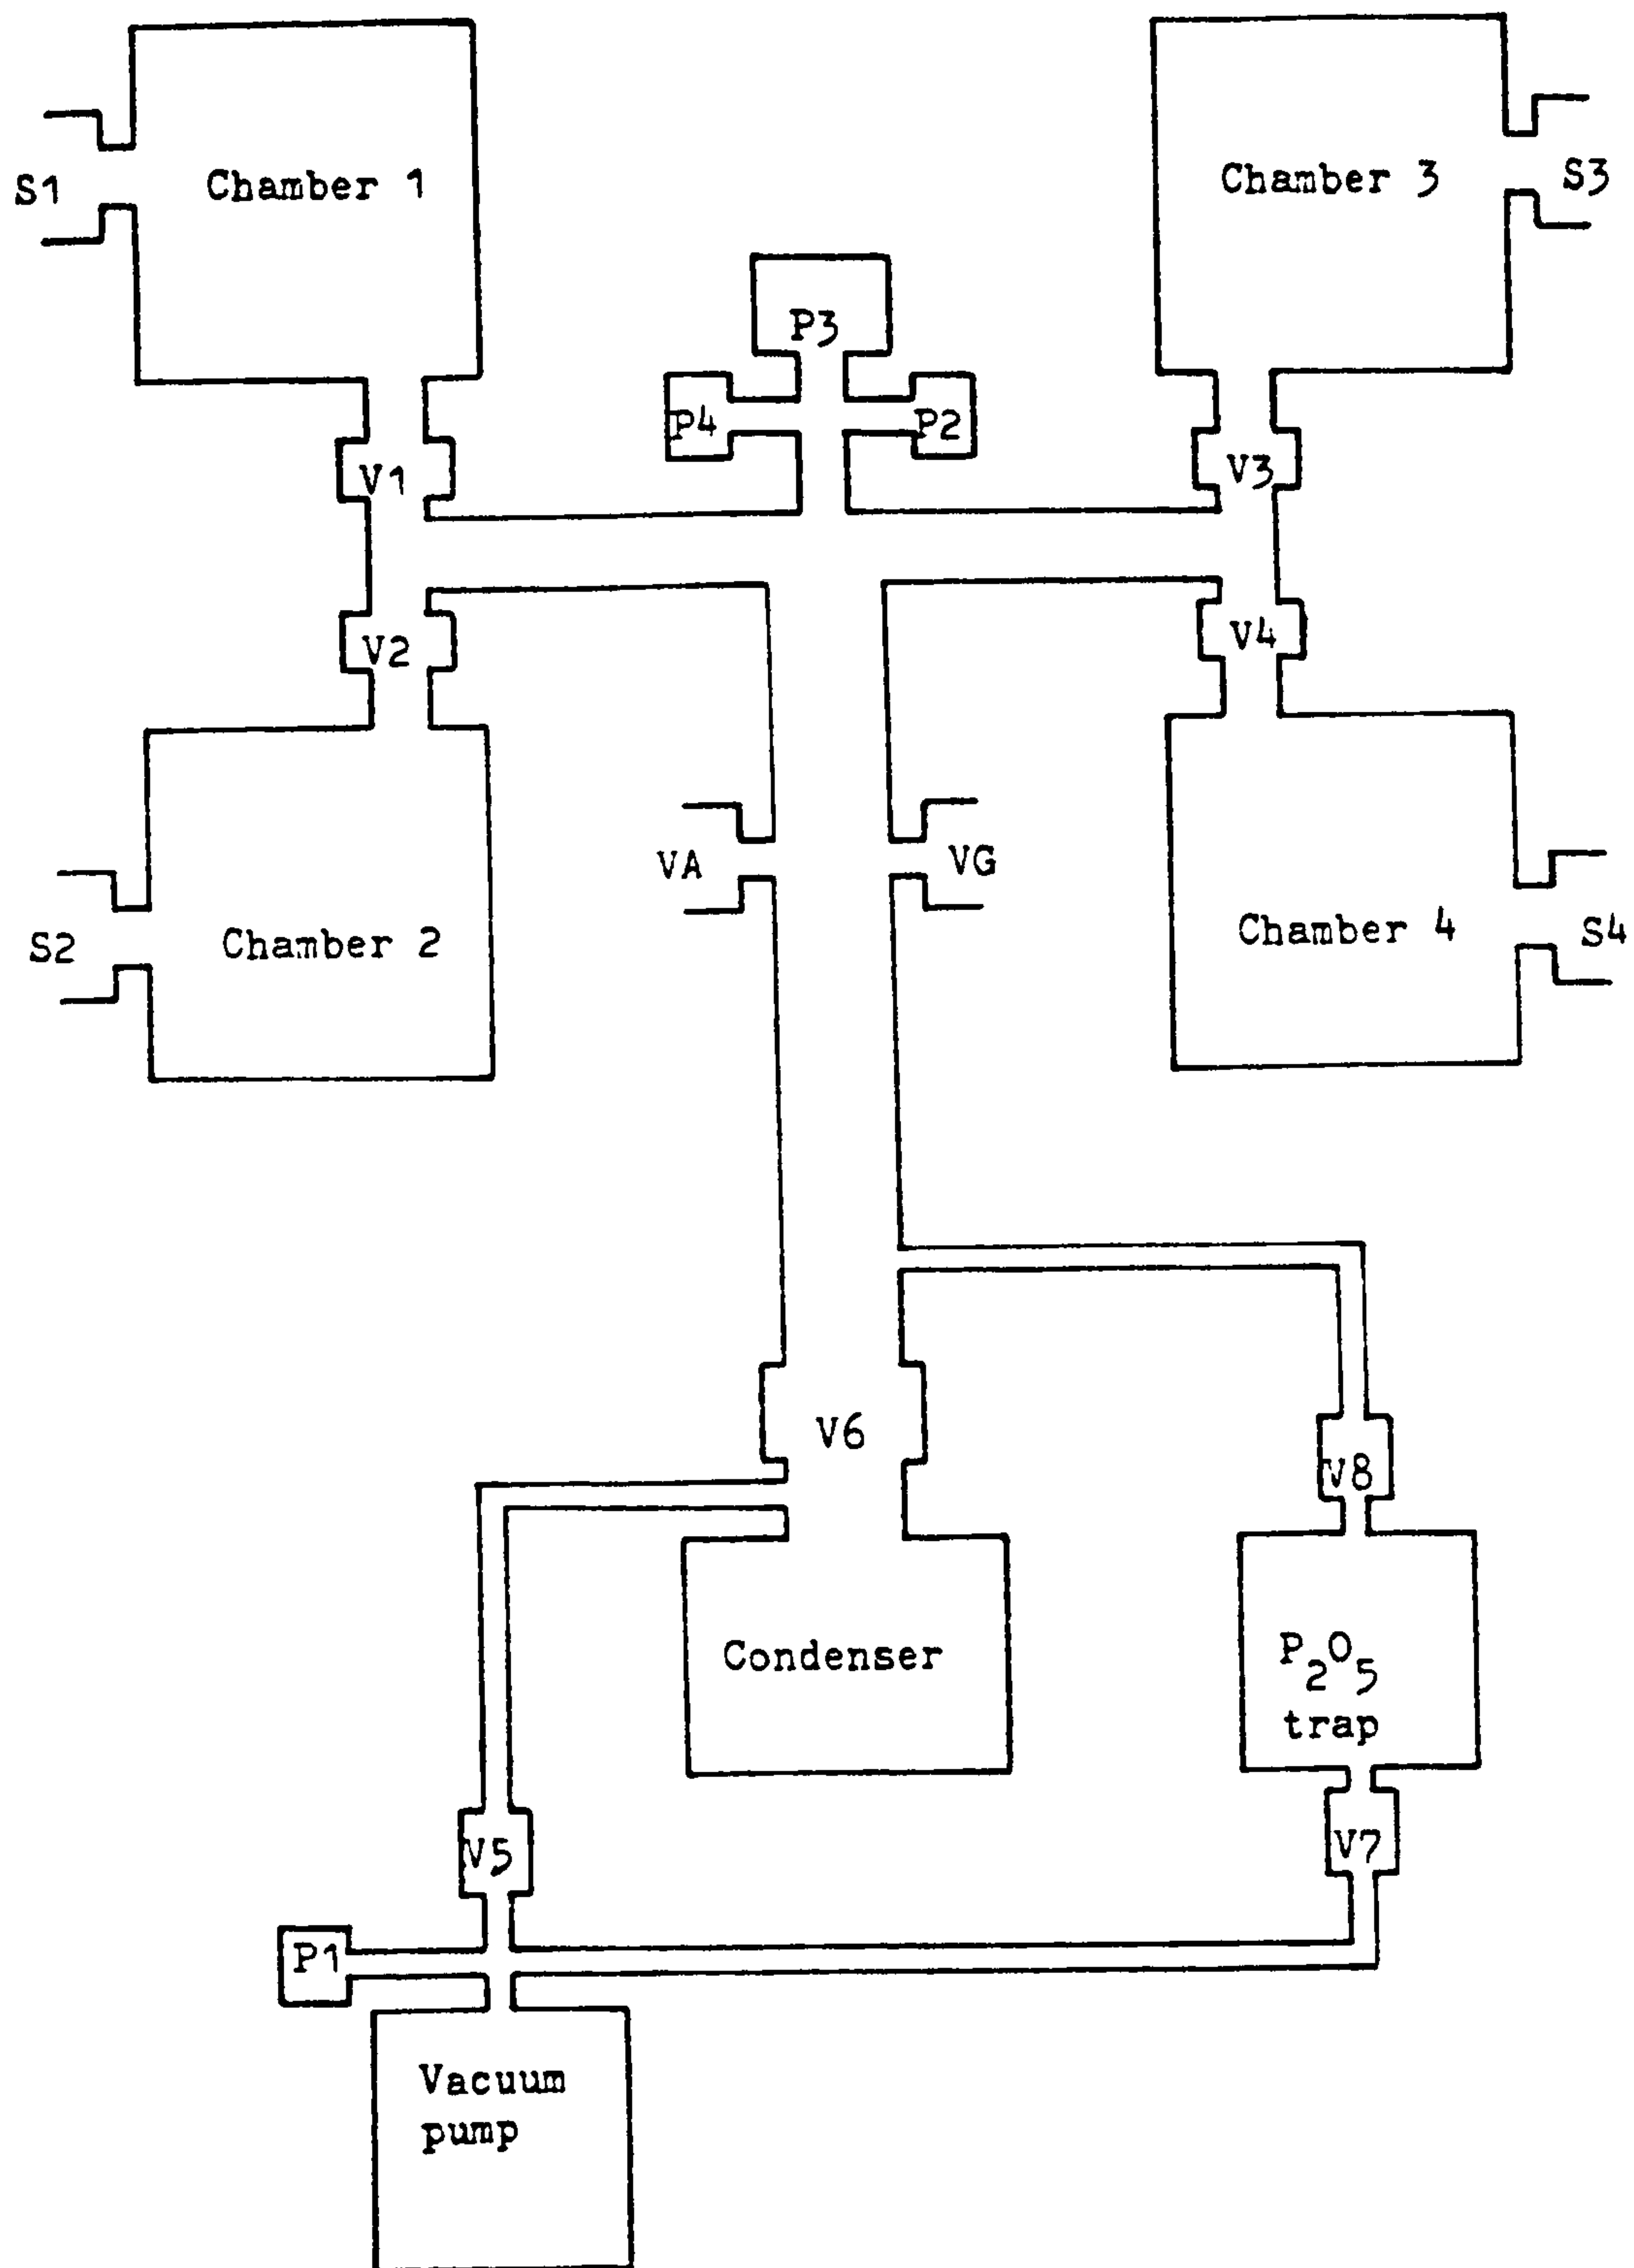 S1
Chamber 1
Chamber 3
S3
P3
P4
P2
V1
V3
V2
V4
VA
VG
S2
Chamber 2
Chamber 4
S4
V6
V8
Condenser
P2O5
trap
V5
V7
P1
Vacuum
pump